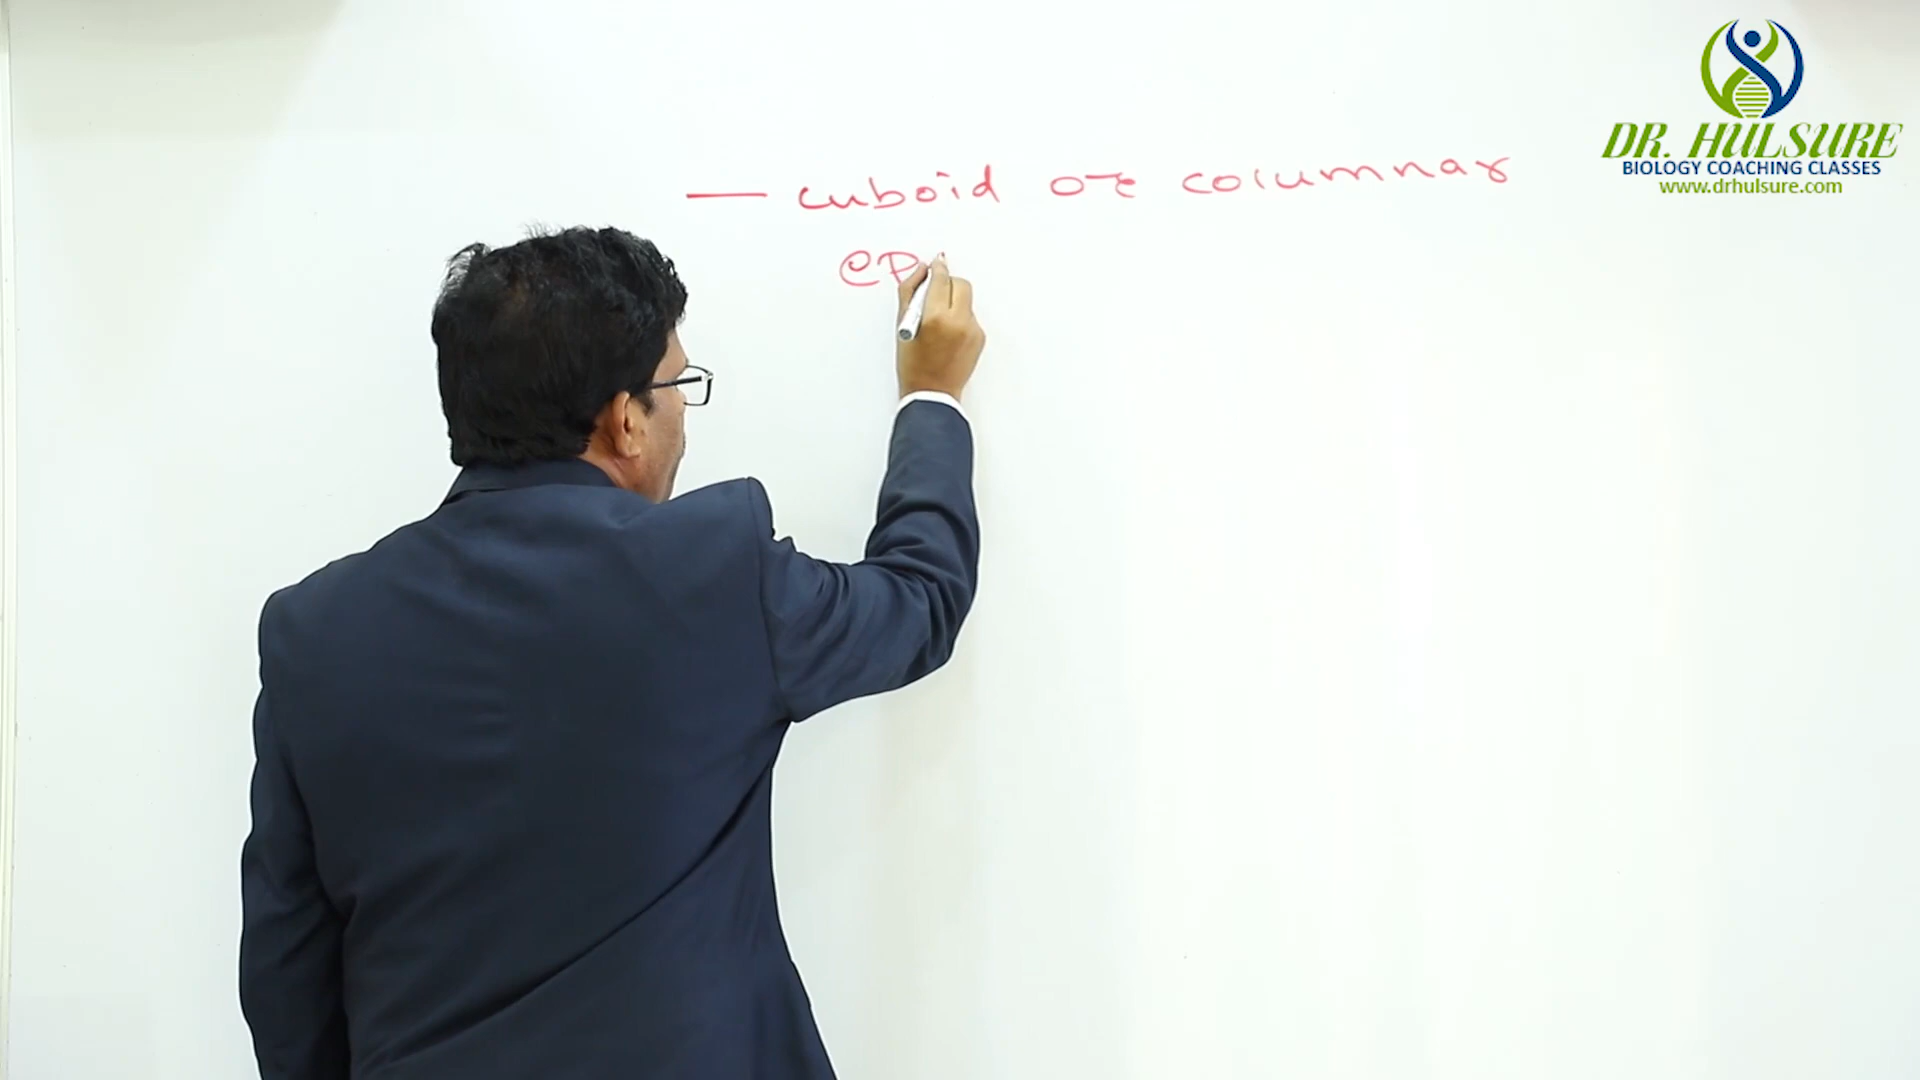 — cuboid or columnar
ep
DR. HULSURE
BIOLOGY COACHING CLASSES
www.drhulsure.com